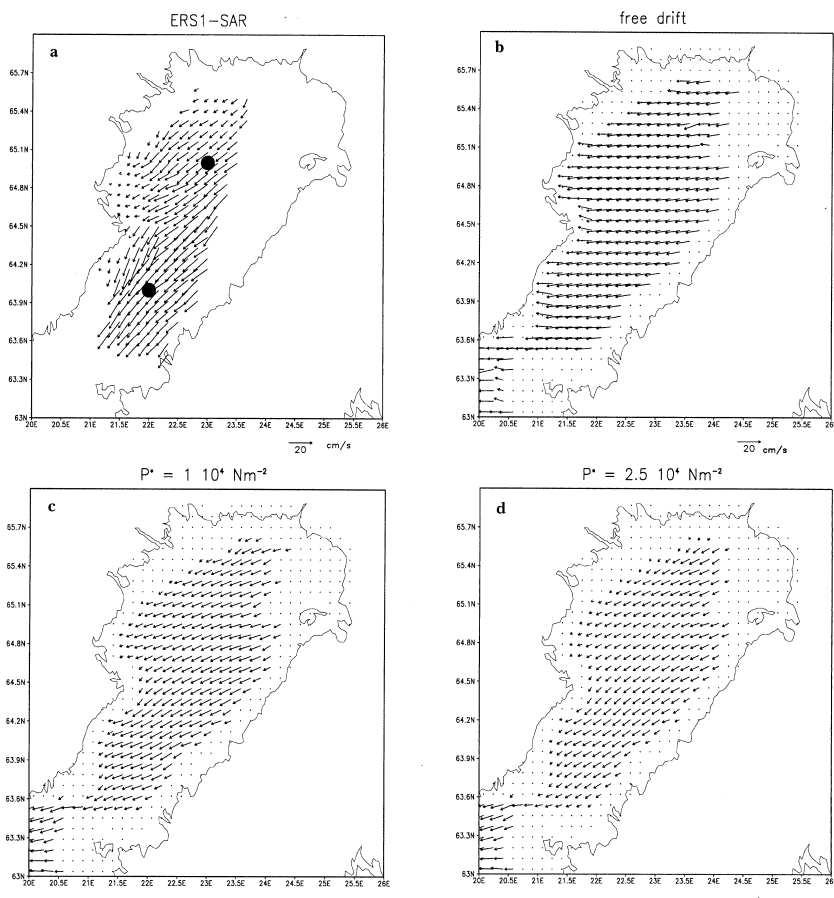 ERS1-SAR
a
65.7N
65.4N
65.1N
64.8N
64.5N
64.2N
63.9N
63.6N
63.3N
63N
20E 20.5E 21E 21.5E 22E 22.5E 23E 23.5E 24E 24.5E 25E 25.5E 26E
20 cm/s
free drift
b
65.7N
65.4N
65.1N
64.8N
64.5N
64.2N
63.9N
63.6N
63.3N
63N
20E 20.5E 21E 21.5E 22E 22.5E 23E 23.5E 24E 24.5E 25E 25.5E 26E
20 cm/s
P* = 1 10⁴ Nm⁻²
c
65.7N
65.4N
65.1N
64.8N
64.5N
64.2N
63.9N
63.6N
63.3N
63N
20E 20.5E 21E 21.5E 22E 22.5E 23E 23.5E 24E 24.5E 25E 25.5E 26E
P* = 2.5 10⁴ Nm⁻²
d
65.7N
65.4N
65.1N
64.8N
64.5N
64.2N
63.9N
63.6N
63.3N
63N
20E 20.5E 21E 21.5E 22E 22.5E 23E 23.5E 24E 24.5E 25E 25.5E 26